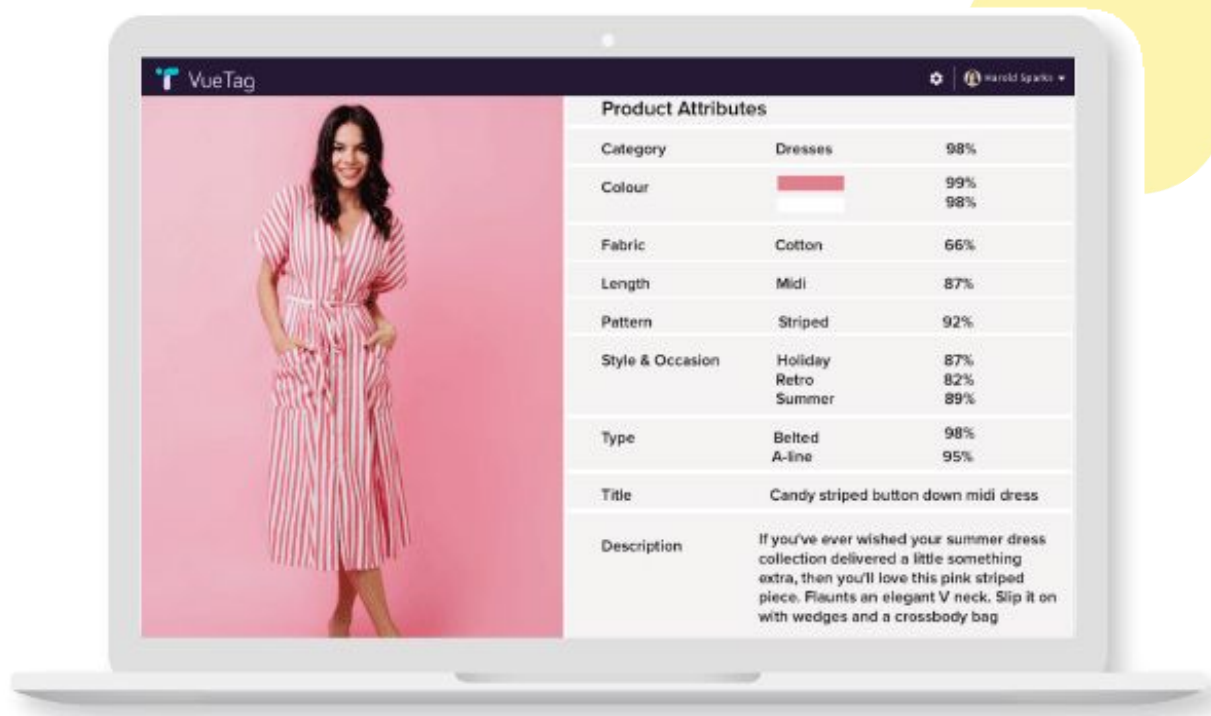 VueTag
Harold Sparks
Product Attributes
Category Dresses 98%
Colour 99%
98%
Fabric Cotton 66%
Length Midi 87%
Pattern Striped 92%
Style & Occasion Holiday 87%
Retro 82%
Summer 89%
Type Belted 98%
A-line 95%
Title Candy striped button down midi dress
Description If you've ever wished your summer dress
collection delivered a little something
extra, then you'll love this pink striped
piece. Flaunts an elegant V neck. Slip it on
with wedges and a crossbody bag